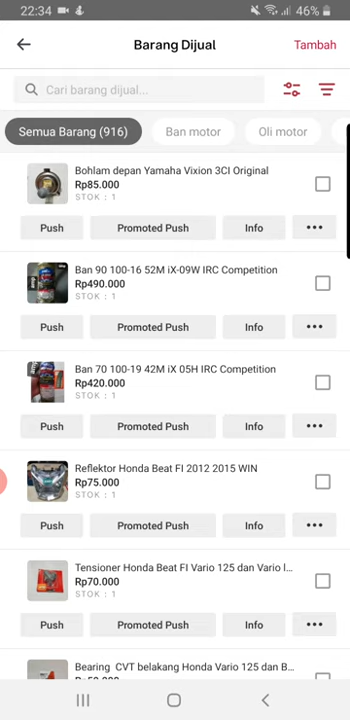 22:34
46%
Barang Dijual
Tambah
Cari barang dijual...
Semua Barang (916)
Ban motor
Oli motor
Bohlam depan Yamaha Vixion 3CI Original
Rp85.000
STOK : 1
Push
Promoted Push
Info
Ban 90 100-16 52M iX-09W IRC Competition
Rp490.000
STOK : 1
Push
Promoted Push
Info
Ban 70 100-19 42M iX 05H IRC Competition
Rp420.000
STOK : 1
Push
Promoted Push
Info
Reflektor Honda Beat FI 2012 2015 WIN
Rp75.000
STOK : 1
Push
Promoted Push
Info
Tensioner Honda Beat FI Vario 125 dan Vario l...
Rp70.000
STOK : 1
Push
Promoted Push
Info
Bearing CVT belakang Honda Vario 125 dan B...